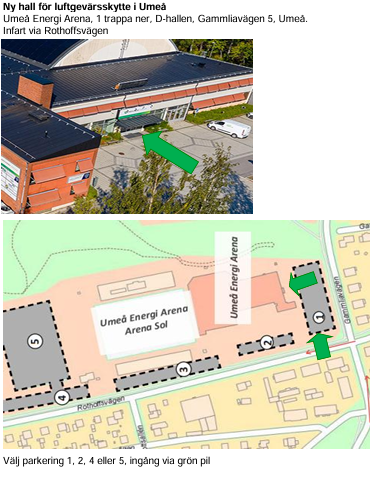 Ny hall för luftgevärsskytte i Umeå
Umeå Energi Arena, 1 trappa ner, D-hallen, Gammliavägen 5, Umeå.
Infart via Rothoffsvägen
Ga
Umeå Energi Arena
Gammliavägen
Umeå Energi Arena
Arena Sol
1
2
3
4
5
Rothoffsvägen
Välj parkering 1, 2, 4 eller 5, ingång via grön pil